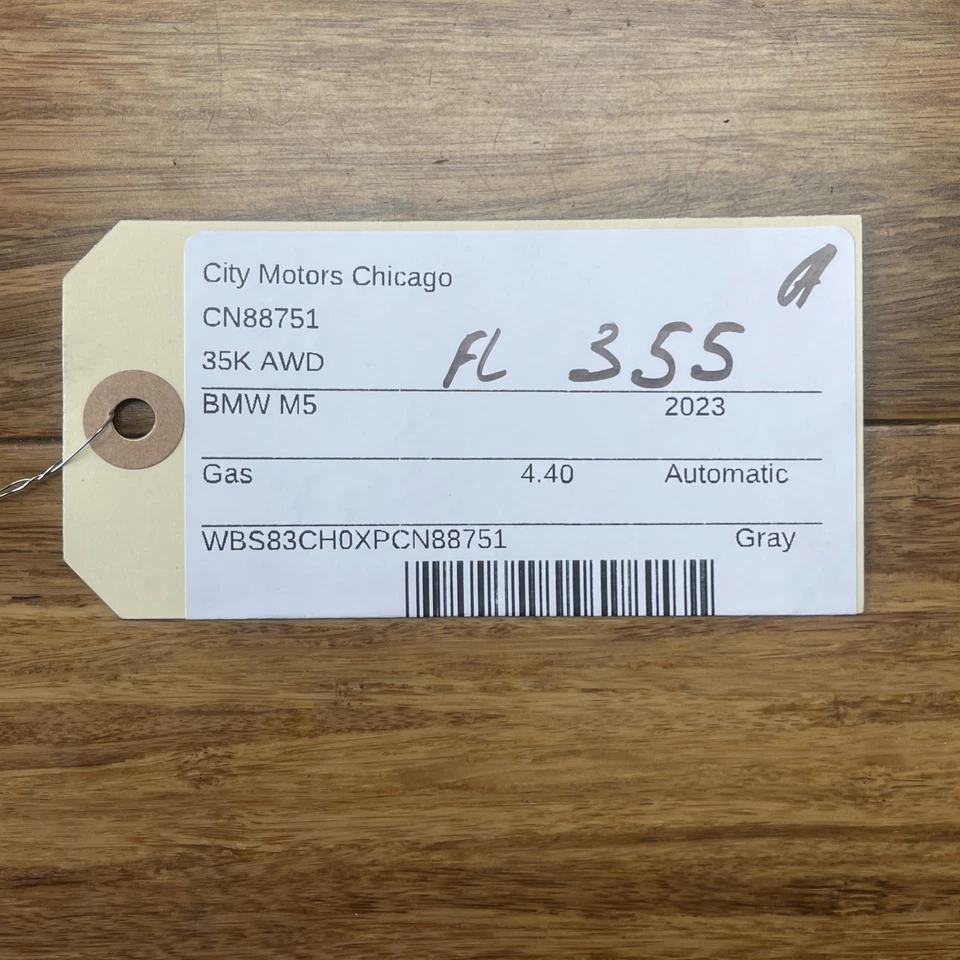 City Motors Chicago
A
CN88751
35K AWD FL 355
BMW M5 2023
Gas 4.40 Automatic
WBS83CH0XPCN88751 Gray